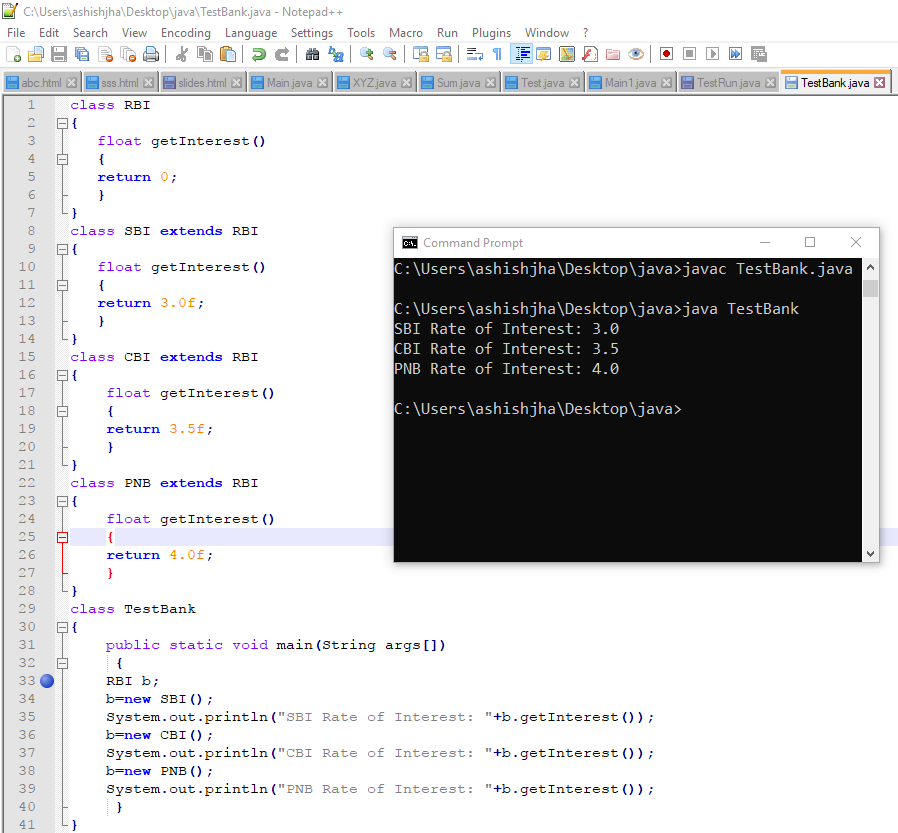 C:\Users\ashishjha\Desktop\java\TestBank.java - Notepad++
File Edit Search View Encoding Language Settings Tools Macro Run Plugins Window ?
abc.html sss.html slides.html Main.java XYZ.java Sum.java Test.java Main1.java TestRun.java TestBank.java
1 class RBI
2 {
3 float getInterest()
4 {
5 return 0;
6 }
7 }
8 class SBI extends RBI
9 {
10 float getInterest()
11 {
12 return 3.0f;
13 }
14 }
15 class CBI extends RBI
16 {
17 float getInterest()
18 {
19 return 3.5f;
20 }
21 }
22 class PNB extends RBI
23 {
24 float getInterest()
25 {
26 return 4.0f;
27 }
28 }
29 class TestBank
30 {
31 public static void main(String args[])
32 {
33 RBI b;
34 b=new SBI();
35 System.out.println("SBI Rate of Interest: "+b.getInterest());
36 b=new CBI();
37 System.out.println("CBI Rate of Interest: "+b.getInterest());
38 b=new PNB();
39 System.out.println("PNB Rate of Interest: "+b.getInterest());
40 }
41 }
C:\. Command Prompt
C:\Users\ashishjha\Desktop\java>javac TestBank.java
C:\Users\ashishjha\Desktop\java>java TestBank
SBI Rate of Interest: 3.0
CBI Rate of Interest: 3.5
PNB Rate of Interest: 4.0
C:\Users\ashishjha\Desktop\java>